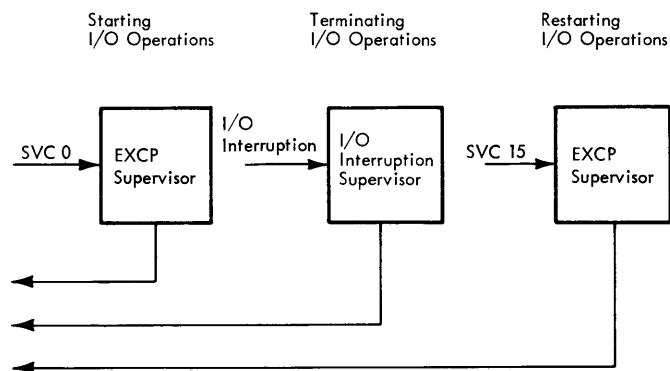 Starting
I/O Operations
Terminating
I/O Operations
Restarting
I/O Operations
SVC 0
EXCP
Supervisor
I/O
Interruption
I/O
Interruption
Supervisor
SVC 15
EXCP
Supervisor